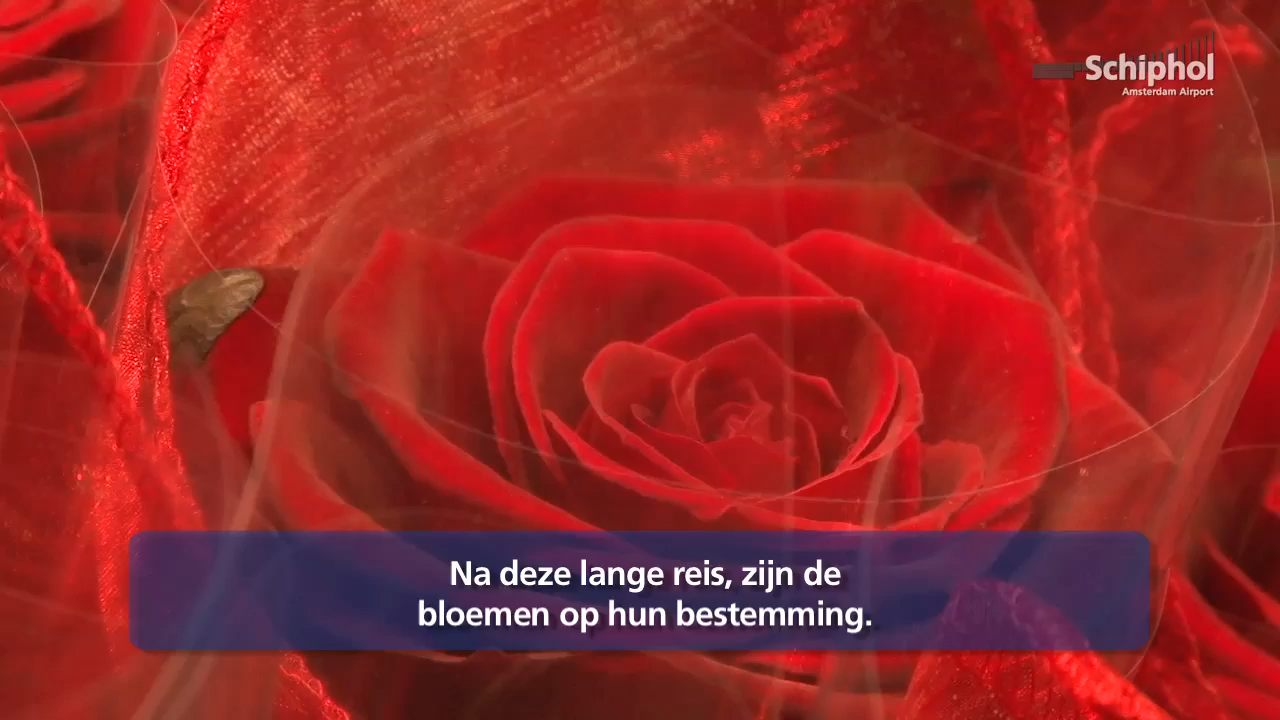 Schiphol
Amsterdam Airport
Na deze lange reis, zijn de
bloemen op hun bestemming.